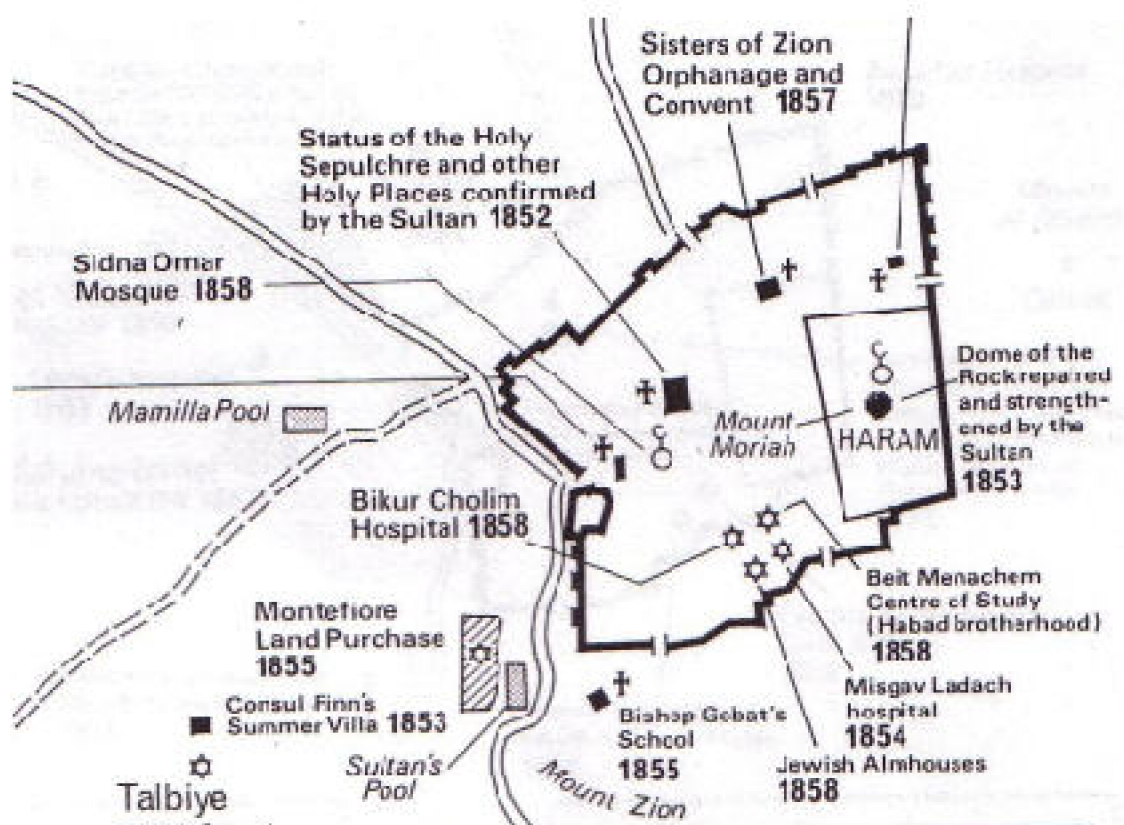 Sisters of Zion
Orphanage and
Convent 1857
Status of the Holy
Sepulchre and other
Holy Places confirmed
by the Sultan 1852
Sidna Omar
Mosque 1858
Mamilla Pool
Mount
Moriah
HARAM
Dome of the
Rock repaired
and strength-
ened by the
Sultan
1853
Bikur Cholim
Hospital 1858
Beit Menachem
Centre of Study
(Habad brotherhood)
1858
Montefiore
Land Purchase
1855
Misgav Ladach
hospital
1854
Consul Finn's
Summer Villa 1853
Bishop Gobat's
School
1855
Jewish Almhouses
1858
Sultan's
Pool
Mount Zion
Talbiye